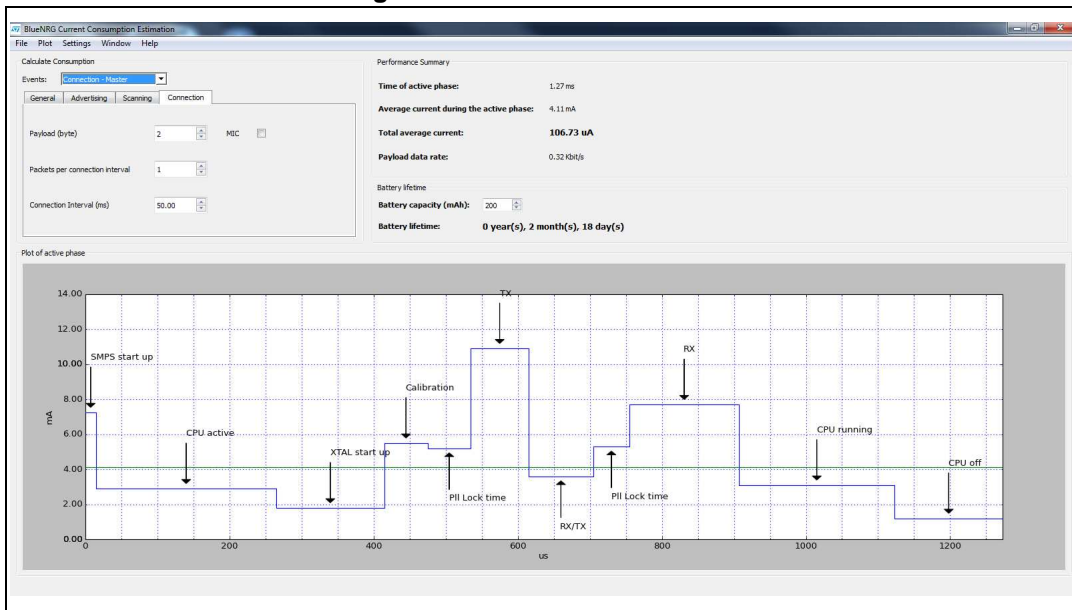 BlueNRG Current Consumption Estimation
File Plot Settings Window Help
Calculate Consumption
Events: Connection - Master
General Advertising Scanning Connection
Payload (byte) 2 MIC
Packets per connection interval 1
Connection Interval (ms) 50.00
Performance Summary
Time of active phase: 1.27 ms
Average current during the active phase: 4.11 mA
Total average current: 106.73 uA
Payload data rate: 0.32 Kbit/s
Battery lifetime
Battery capacity (mAh): 200
Battery lifetime: 0 year(s), 2 month(s), 18 day(s)
Plot of active phase
14.00
12.00
10.00
8.00
6.00
4.00
2.00
0.00
mA
0 200 400 600 800 1000 1200
us
SMPS start up
CPU active
XTAL start up
Calibration
Pll Lock time
TX
RX/TX
Pll Lock time
RX
CPU running
CPU off